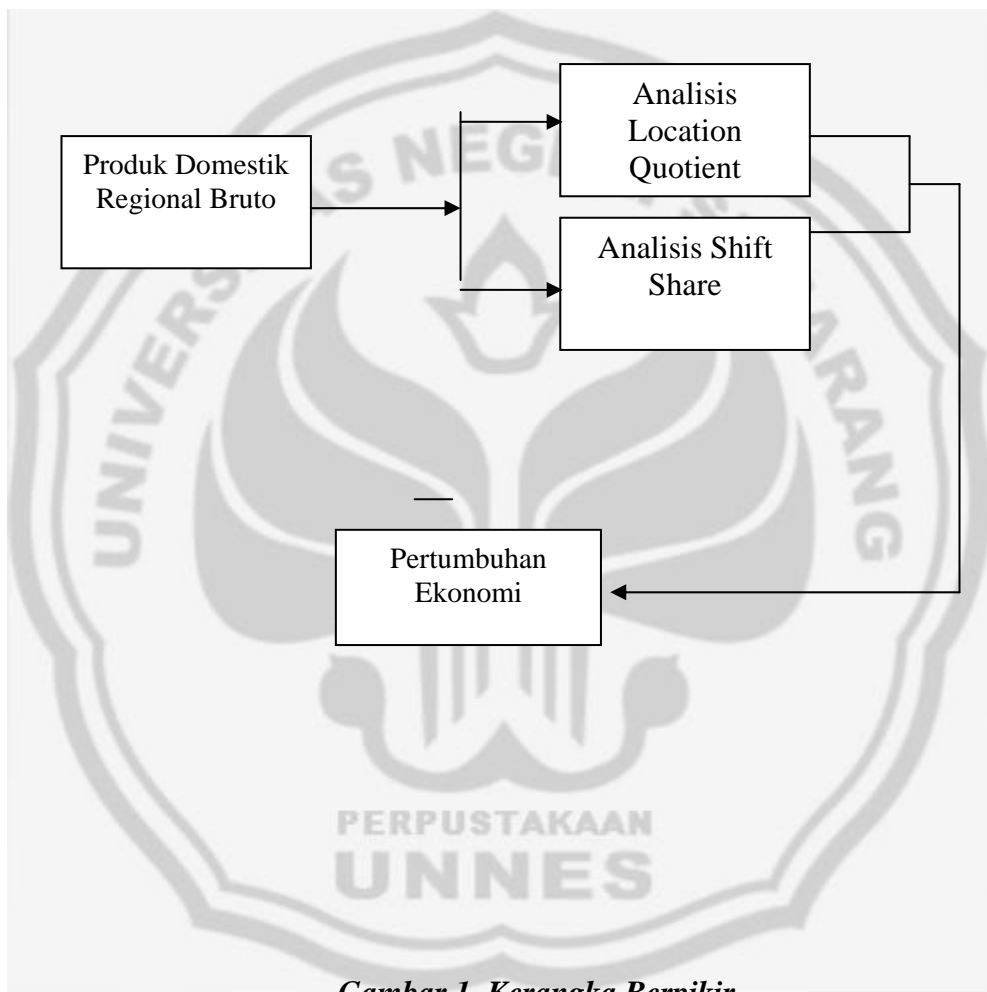 Produk Domestik
Regional Bruto
Analisis
Location
Quotient
Analisis Shift
Share
Pertumbuhan
Ekonomi
PERPUSTAKAAN
UNNES
Gambar 1. Kerangka Berpikir